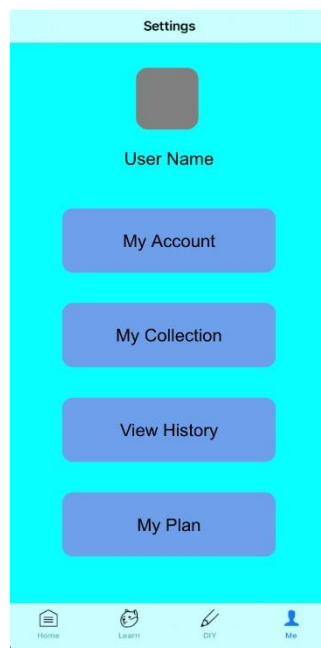 Settings
User Name
My Account
My Collection
View History
My Plan
Home Learn DIY Me